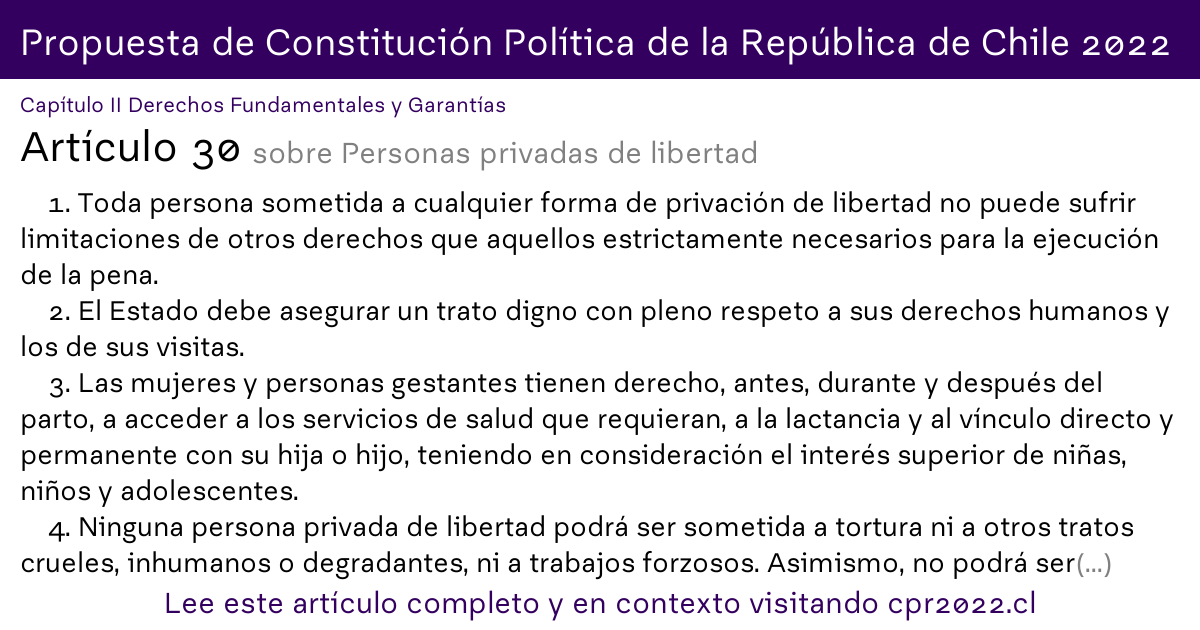 Propuesta de Constitución Política de la República de Chile 2022
Capítulo II Derechos Fundamentales y Garantías
Artículo 30 sobre Personas privadas de libertad
1. Toda persona sometida a cualquier forma de privación de libertad no puede sufrir
limitaciones de otros derechos que aquellos estrictamente necesarios para la ejecución
de la pena.
2. El Estado debe asegurar un trato digno con pleno respeto a sus derechos humanos y
los de sus visitas.
3. Las mujeres y personas gestantes tienen derecho, antes, durante y después del
parto, a acceder a los servicios de salud que requieran, a la lactancia y al vínculo directo y
permanente con su hija o hijo, teniendo en consideración el interés superior de niñas,
niños y adolescentes.
4. Ninguna persona privada de libertad podrá ser sometida a tortura ni a otros tratos
crueles, inhumanos o degradantes, ni a trabajos forzosos. Asimismo, no podrá ser(...)
Lee este artículo completo y en contexto visitando cpr2022.cl